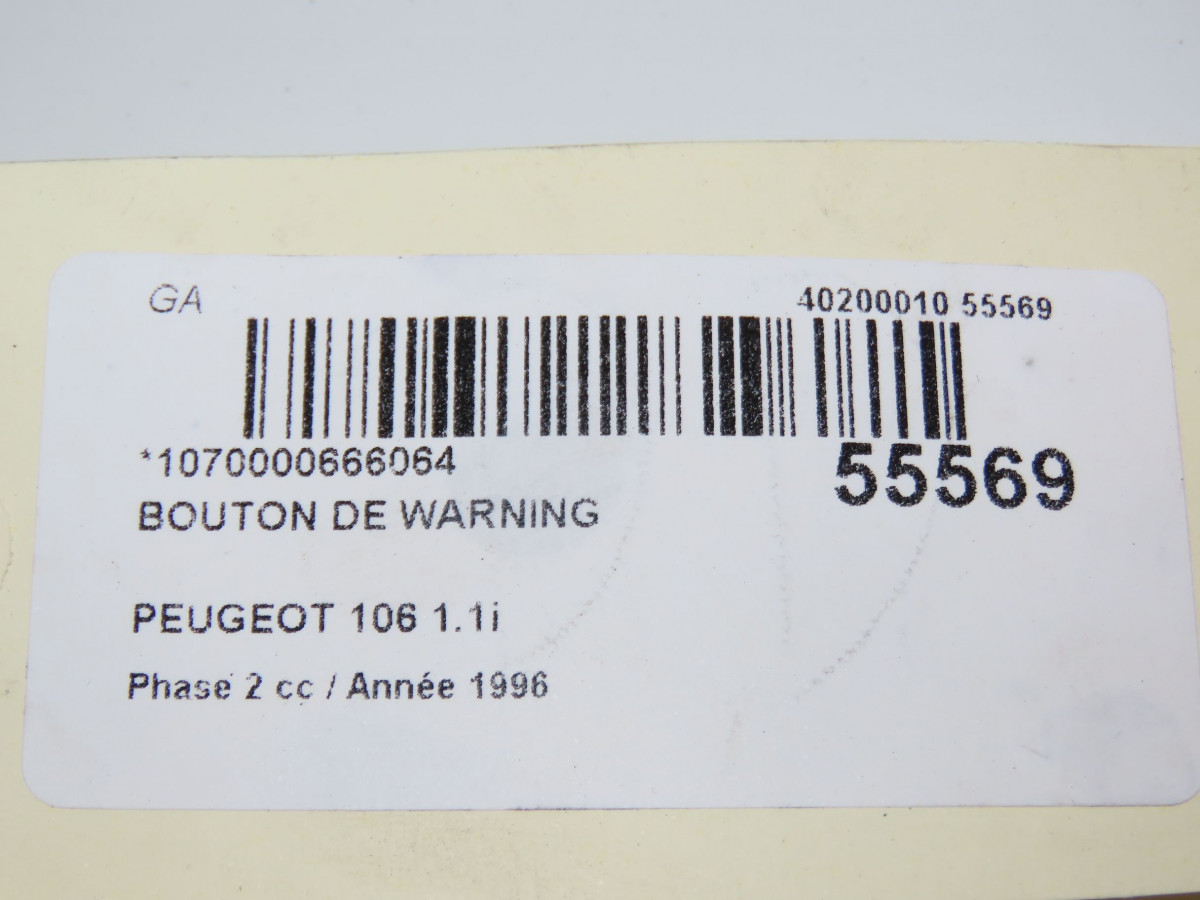 GA 40200010 55569
*1070000666064 55569
BOUTON DE WARNING
PEUGEOT 106 1.1i
Phase 2 cc / Année 1996